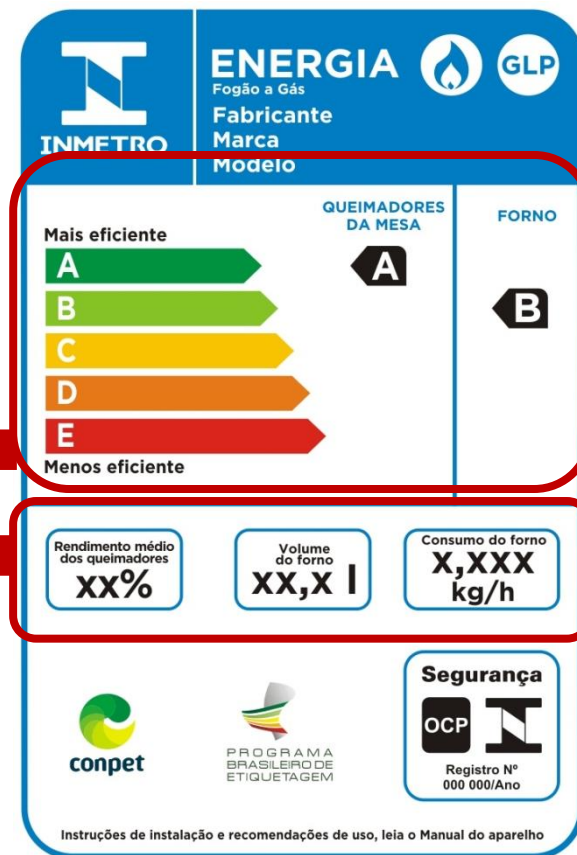 INMETRO
ENERGIA
GLP
Fogão a Gás
Fabricante
Marca
Modelo
QUEIMADORES
DA MESA
FORNO
Mais eficiente
A
A
B
B
C
D
E
Menos eficiente
Rendimento médio
dos queimadores
xx%
Volume
do forno
xx,x l
Consumo do forno
x,xxx
kg/h
conpet
PROGRAMA
BRASILEIRO DE
ETIQUETAGEM
Segurança
OCP
Registro Nº
000 000/Ano
Instruções de instalação e recomendações de uso, leia o Manual do aparelho